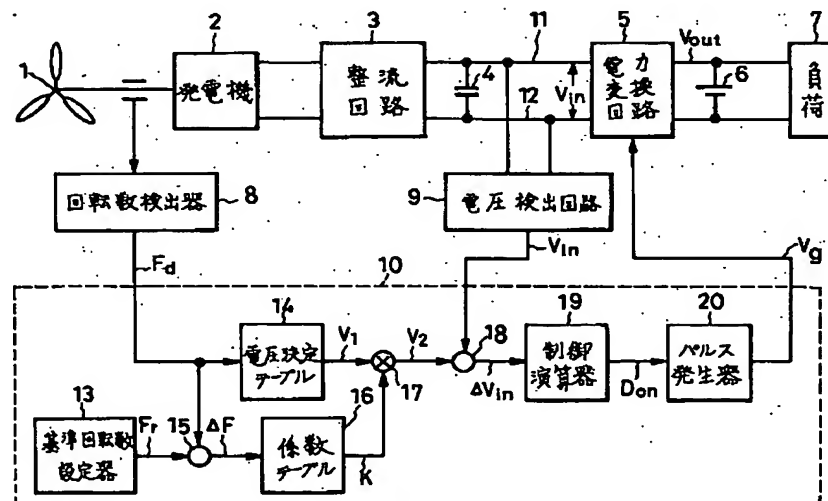 1
2
発電機
3
整流
回路
4
11
12
Vin
5
電力
変換
回路
Vout
6
7
負荷
回転数検出器
8
9
電圧検出回路
Fd
Vin
Vg
10
14
電圧決定
テーブル
V1
V2
17
18
ΔVin
19
制御
演算器
Don
20
パルス
発生器
13
基準回転数
設定器
Fr
15
ΔF
16
係数
テーブル
k